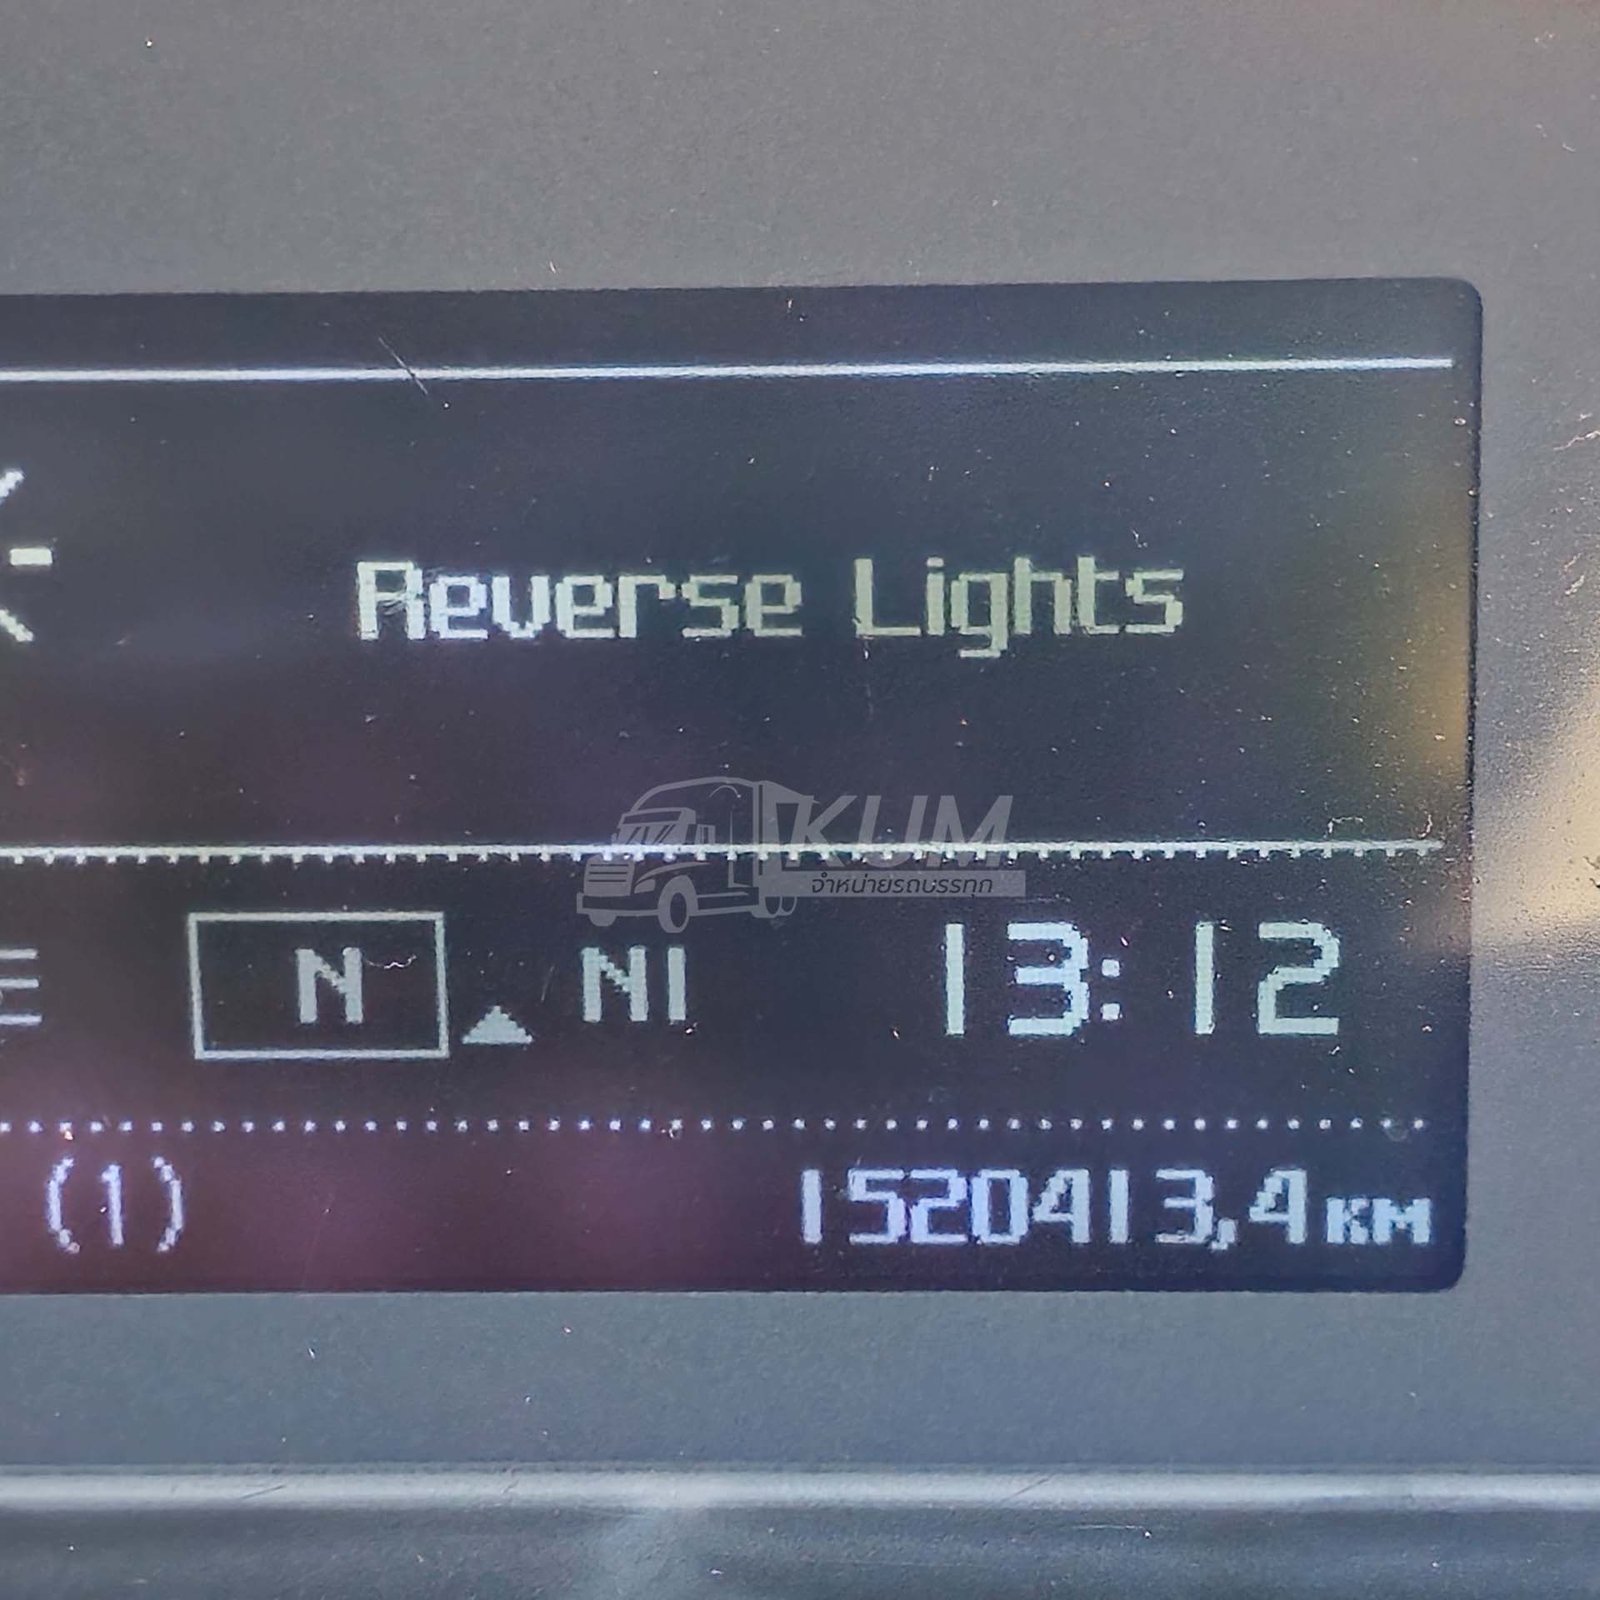 Reverse Lights
KUM
จำหน่ายรถบรรทุก
N N1 13:12
(1) 1520413,4 KM